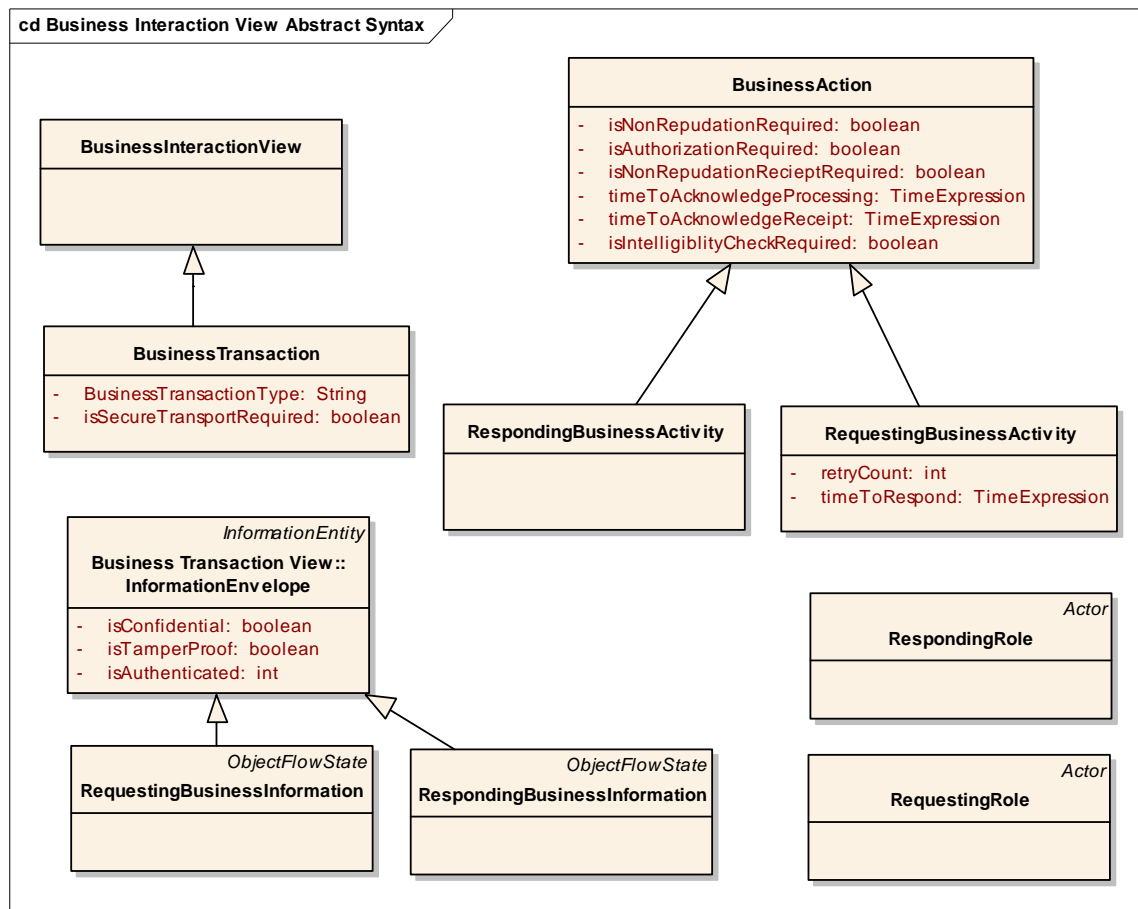 cd Business Interaction View Abstract Syntax
BusinessAction
- isNonRepudationRequired: boolean
- isAuthorizationRequired: boolean
- isNonRepudationRecieptRequired: boolean
- timeToAcknowledgeProcessing: TimeExpression
- timeToAcknowledgeReceipt: TimeExpression
- isIntelligiblityCheckRequired: boolean
BusinessInteractionView
BusinessTransaction
- BusinessTransactionType: String
- isSecureTransportRequired: boolean
RespondingBusinessActivity
RequestingBusinessActivity
- retryCount: int
- timeToRespond: TimeExpression
InformationEntity
Business Transaction View::
InformationEnvelope
- isConfidential: boolean
- isTamperProof: boolean
- isAuthenticated: int
Actor
RespondingRole
ObjectFlowState
RequestingBusinessInformation
ObjectFlowState
RespondingBusinessInformation
Actor
RequestingRole